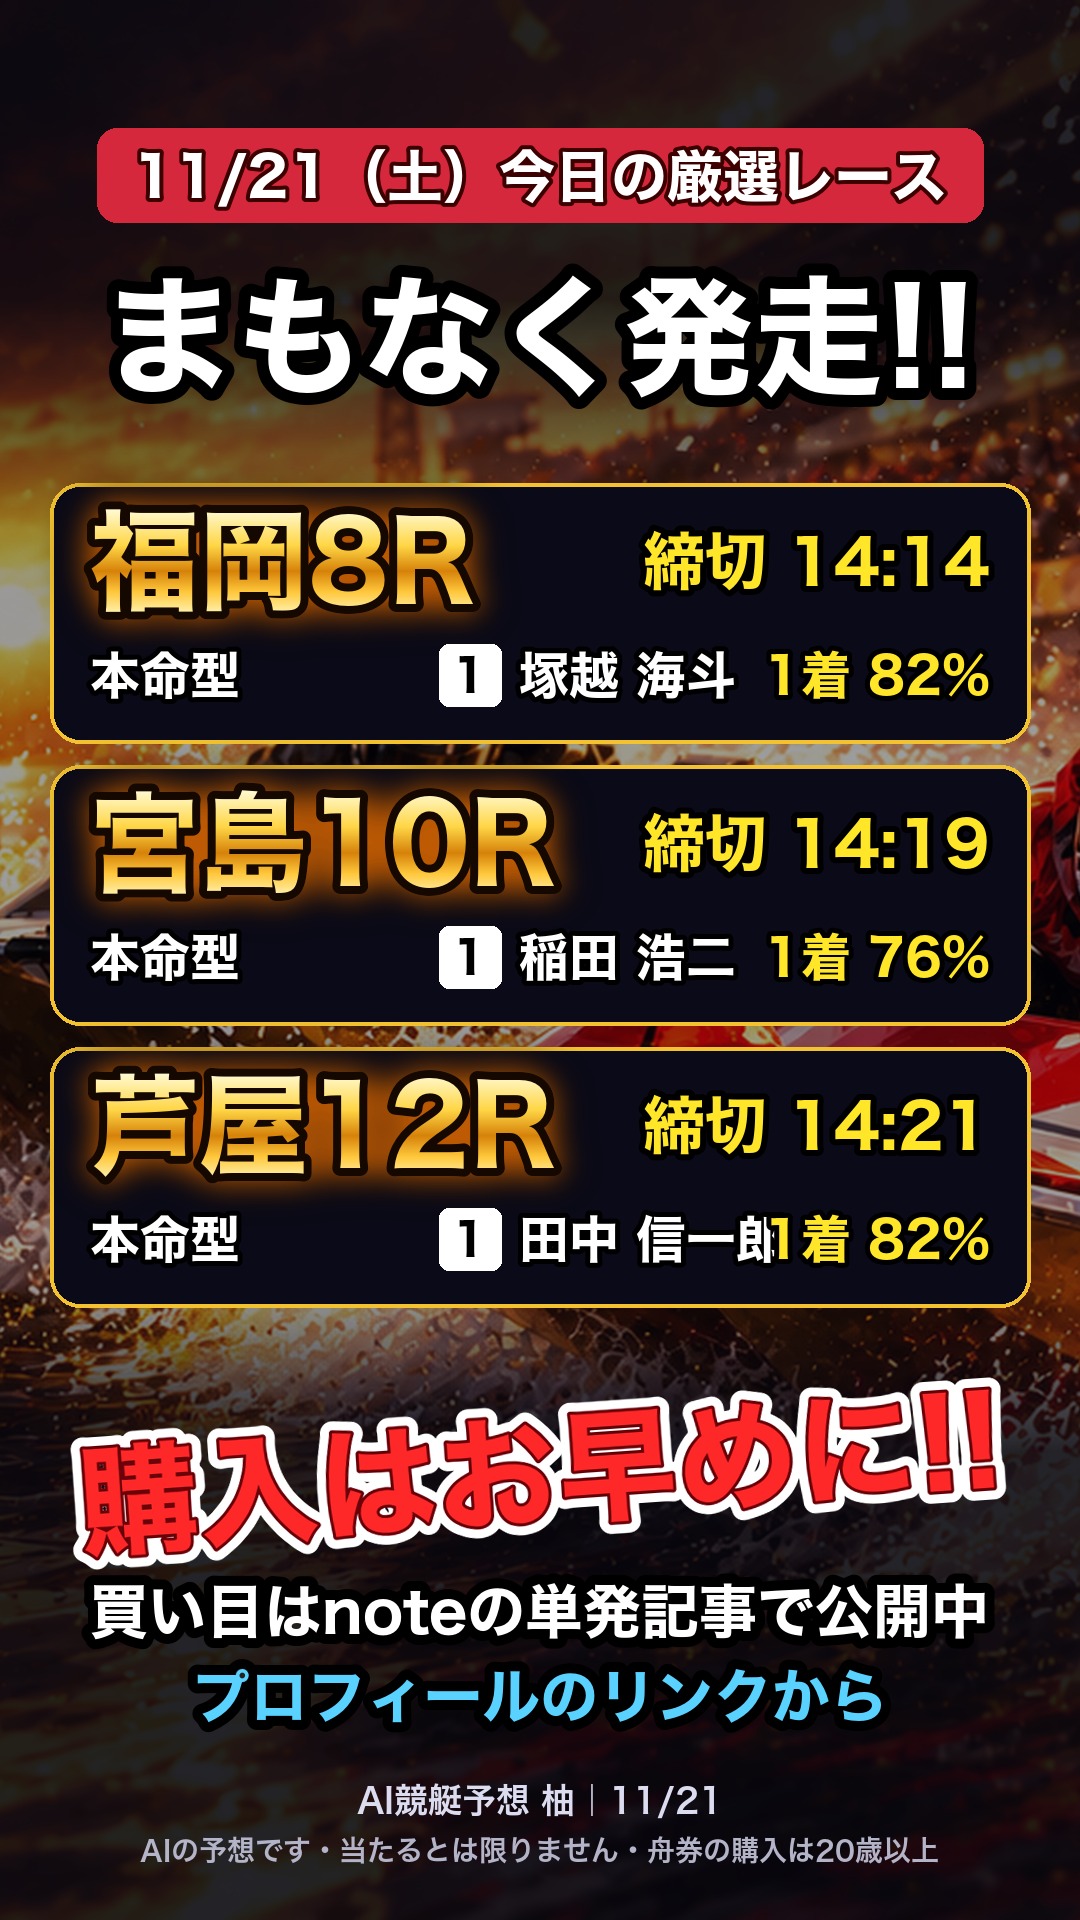 11/21（土）今日の厳選レース
まもなく発走!!
福岡8R 締切 14:14
本命型 1 塚越 海斗 1着 82%
宮島10R 締切 14:19
本命型 1 稲田 浩二 1着 76%
芦屋12R 締切 14:21
本命型 1 田中 信一郎 1着 82%
購入はお早めに!!
買い目はnoteの単発記事で公開中
プロフィールのリンクから
AI競艇予想 柚｜11/21
AIの予想です・当たるとは限りません・舟券の購入は20歳以上